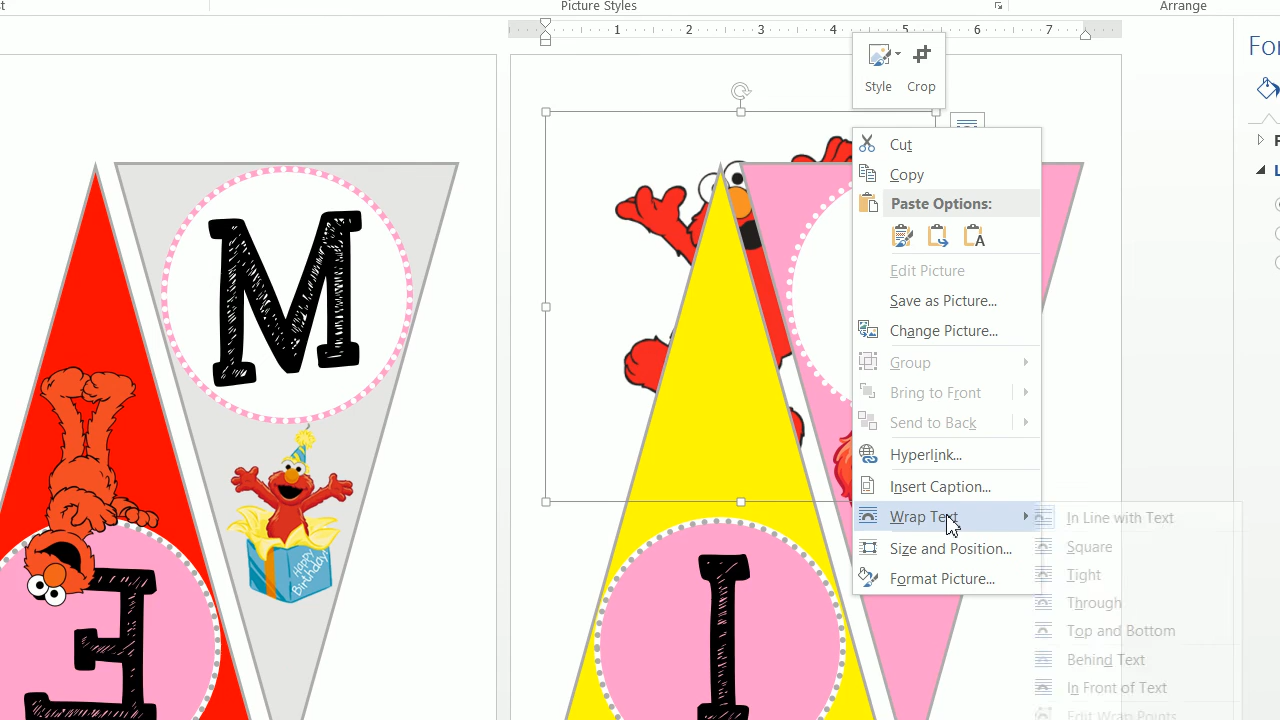 Picture Styles
Arrange
1 2 3 4 5 6 7
Style
Crop
Cut
Copy
Paste Options:
Edit Picture
Save as Picture...
Change Picture...
Group
Bring to Front
Send to Back
Hyperlink...
Insert Caption...
Wrap Text
Size and Position...
Format Picture...
In Line with Text
Square
Tight
Through
Top and Bottom
Behind Text
In Front of Text
Edit Wrap Points
M
Happy
Birthday
E
I